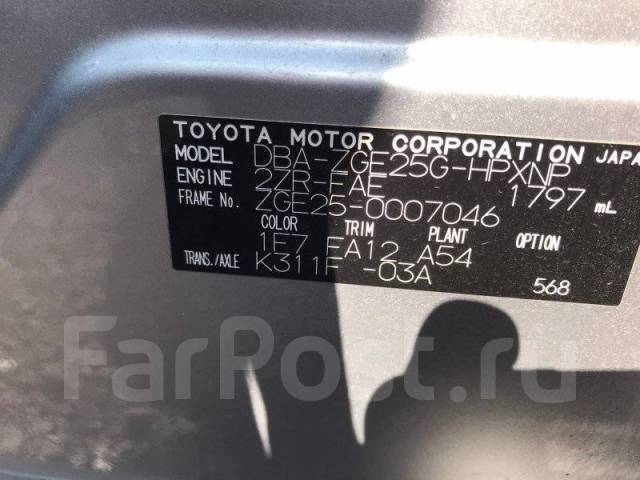 TOYOTA MOTOR CORPORATION JAPA
MODEL DBA-ZGE25G-HPXNP
ENGINE 2ZR-FAE 1797 mL
FRAME No. ZGE25-0007046
COLOR TRIM PLANT OPTION
1F7 FA12 A54
TRANS./AXLE K311F -03A
568
FarPost.ru